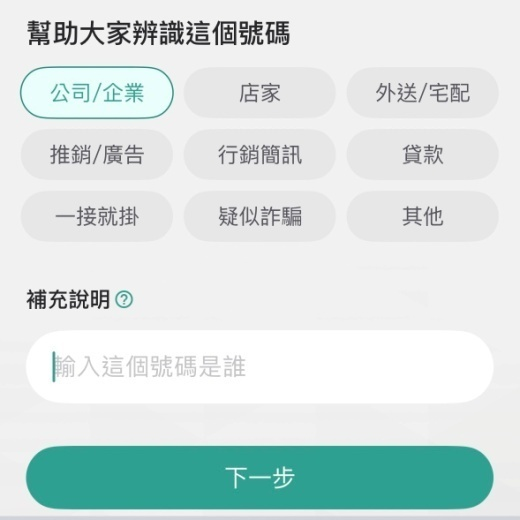 幫助大家辨識這個號碼
公司/企業 店家 外送/宅配
推銷/廣告 行銷簡訊 貸款
一接就掛 疑似詐騙 其他
補充說明 ?
輸入這個號碼是誰
下一步